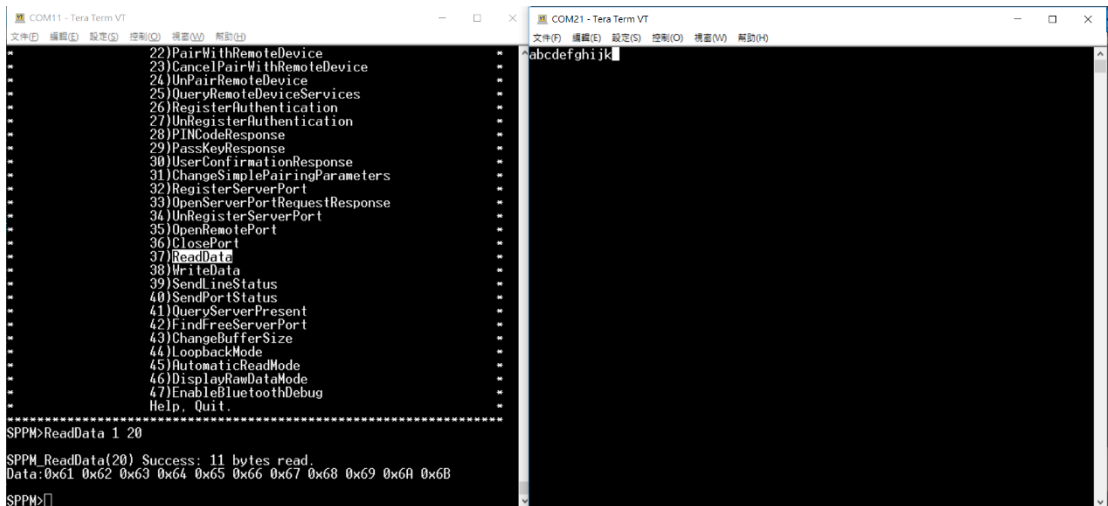 COM11 - Tera Term VT
文件(F) 編輯(E) 設定(S) 控制(O) 視窗(W) 幫助(H)
* 22)PairWithRemoteDevice *
* 23)CancelPairWithRemoteDevice *
* 24)UnPairRemoteDevice *
* 25)QueryRemoteDeviceServices *
* 26)RegisterAuthentication *
* 27)UnRegisterAuthentication *
* 28)PINCodeResponse *
* 29)PassKeyResponse *
* 30)UserConfirmationResponse *
* 31)ChangeSimplePairingParameters *
* 32)RegisterServerPort *
* 33)OpenServerPortRequestResponse *
* 34)UnRegisterServerPort *
* 35)OpenRemotePort *
* 36)ClosePort *
* 37)ReadData *
* 38)WriteData *
* 39)SendLineStatus *
* 40)SendPortStatus *
* 41)QueryServerPresent *
* 42)FindFreeServerPort *
* 43)ChangeBufferSize *
* 44)LoopbackMode *
* 45)AutomaticReadMode *
* 46)DisplayRawDataMode *
* 47)EnableBluetoothDebug *
* Help, Quit. *
*****************************************************************
SPPM>ReadData 1 20
SPPM_ReadData(20) Success: 11 bytes read.
Data:0x61 0x62 0x63 0x64 0x65 0x66 0x67 0x68 0x69 0x6A 0x6B
SPPM>
COM21 - Tera Term VT
文件(F) 編輯(E) 設定(S) 控制(O) 視窗(W) 幫助(H)
abcdefghijk